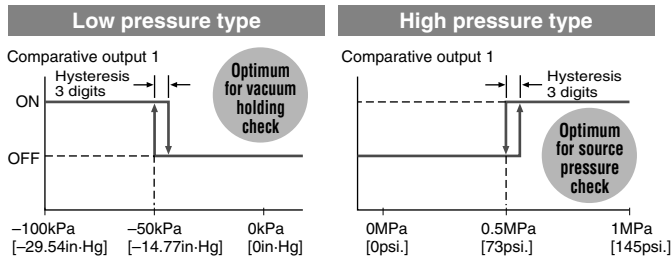 Low pressure type
Comparative output 1
Hysteresis
3 digits
Optimum
for vacuum
holding
check
ON
OFF
–100kPa
[–29.54in·Hg]
–50kPa
[–14.77in·Hg]
0kPa
[0in·Hg]
High pressure type
Comparative output 1
Hysteresis
3 digits
Optimum
for source
pressure
check
0MPa
[0psi.]
0.5MPa
[73psi.]
1MPa
[145psi.]